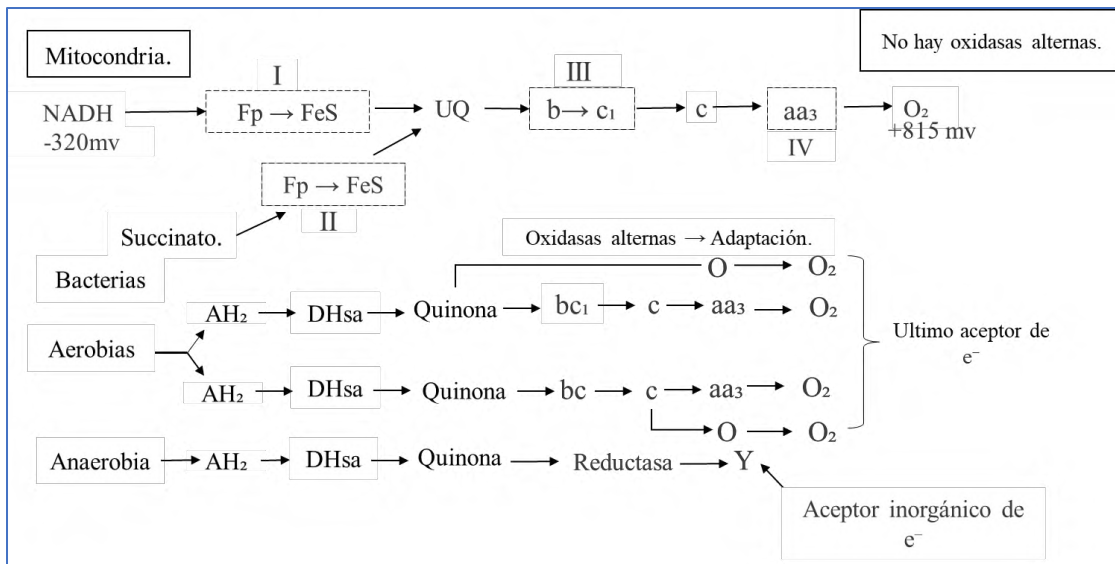 Mitocondria.
No hay oxidasas alternas.
I
III
NADH → Fp → FeS → UQ → b → c₁ → c → aa₃ → O₂
-320mv
+815 mv
IV
Fp → FeS
II
Succinato.
Oxidasas alternas → Adaptación.
Bacterias
O → O₂
AH₂ → DHsa → Quinona → bc₁ → c → aa₃ → O₂
Aerobias
Ultimo aceptor de
e⁻
AH₂ → DHsa → Quinona → bc → c → aa₃ → O₂
O → O₂
Anaerobia → AH₂ → DHsa → Quinona → Reductasa → Y
Aceptor inorgánico de
e⁻